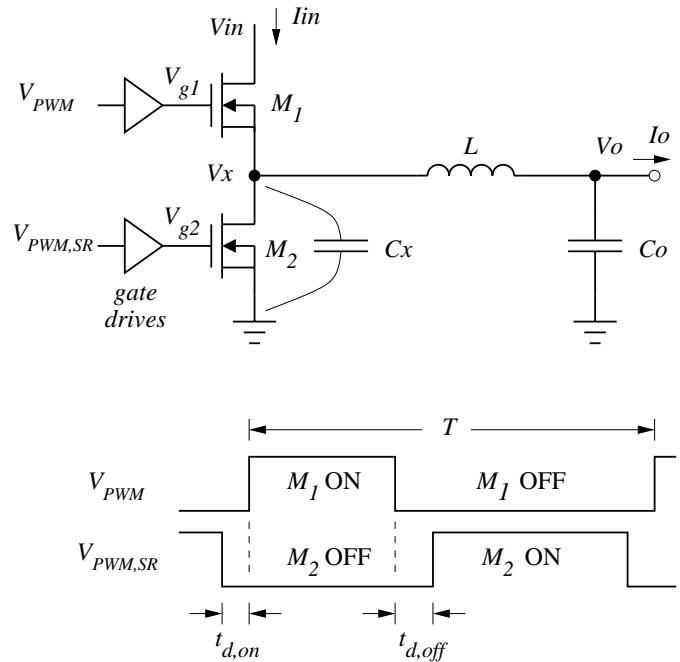 Vin
Iin
V_PWM
V_g1
M_1
L
Vo
Io
Vx
V_PWM,SR
V_g2
M_2
Cx
Co
gate
drives
T
V_PWM
M_1 ON
M_1 OFF
V_PWM,SR
M_2 OFF
M_2 ON
t_d,on
t_d,off